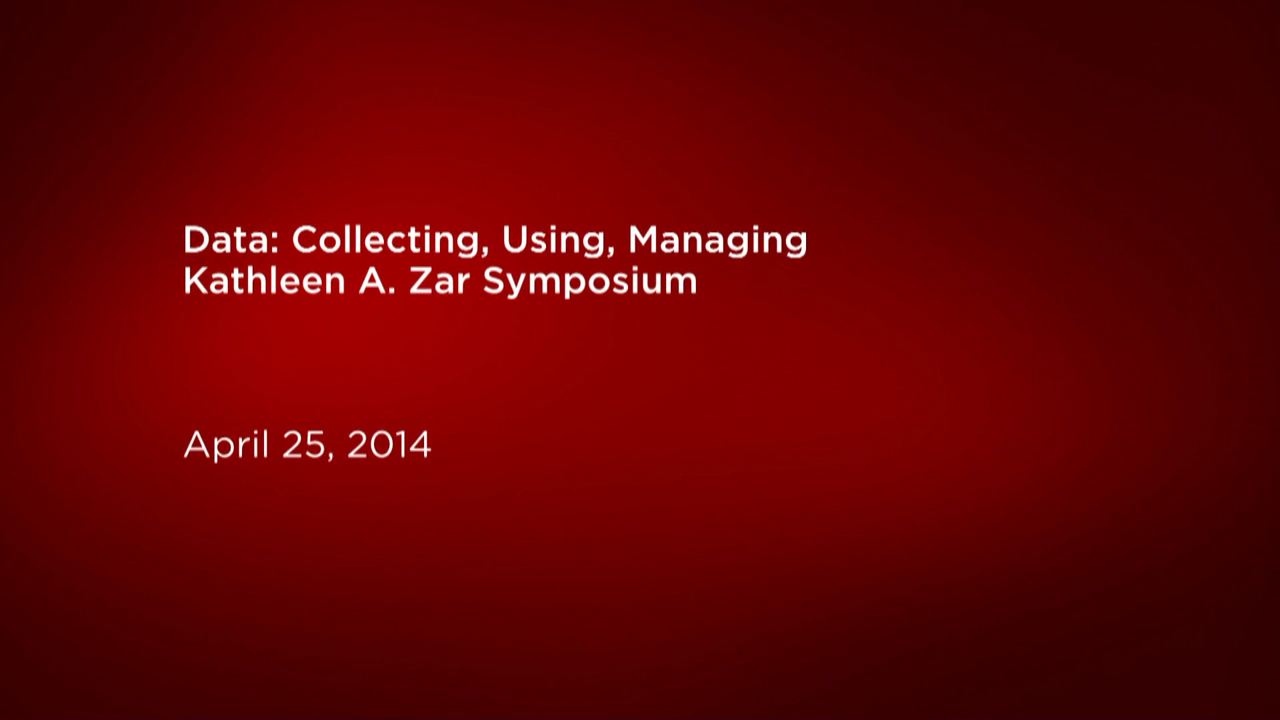 Data: Collecting, Using, Managing
Kathleen A. Zar Symposium
April 25, 2014